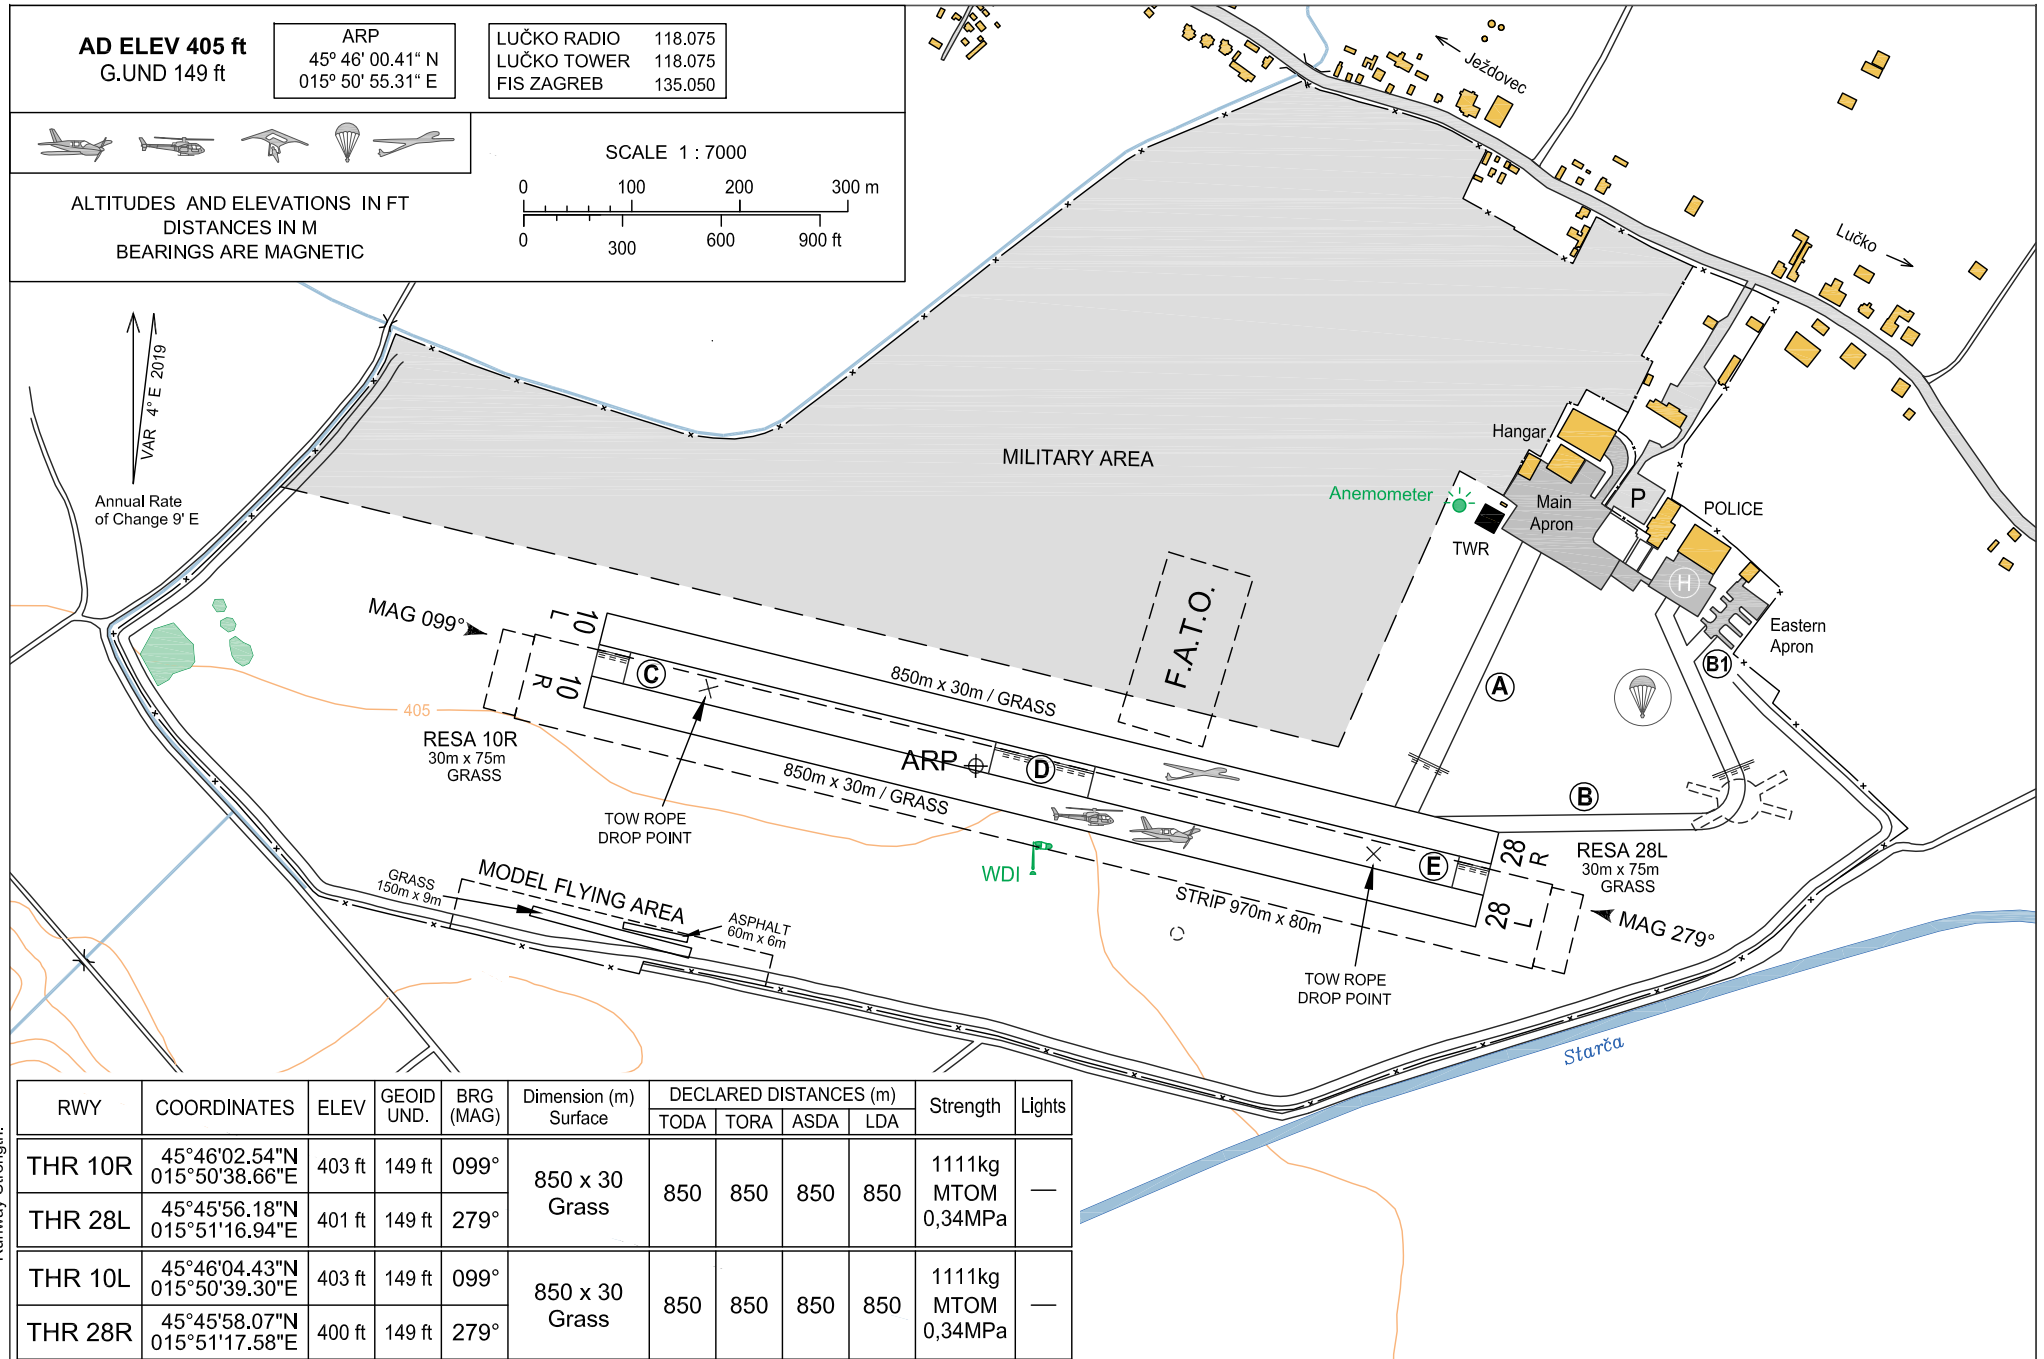 AD ELEV 405 ft
G.UND 149 ft
ARP
45º 46' 00.41“ N
015º 50' 55.31“ E
LUČKO RADIO 118.075
LUČKO TOWER 118.075
FIS ZAGREB 135.050
ALTITUDES AND ELEVATIONS IN FT
DISTANCES IN M
BEARINGS ARE MAGNETIC
SCALE 1 : 7000
0 100 200 300 m
0 300 600 900 ft
Ježdovec
Lučko
VAR 4° E 2019
Annual Rate
of Change 9' E
MILITARY AREA
Hangar
Anemometer
TWR
Main
Apron
P
POLICE
H
Eastern
Apron
B1
A
B
F.A.T.O.
MAG 099°
10
L
10
R
C
850m x 30m / GRASS
405
RESA 10R
30m x 75m
GRASS
ARP
D
850m x 30m / GRASS
TOW ROPE
DROP POINT
WDI
E
28
R
28
L
RESA 28L
30m x 75m
GRASS
MAG 279°
STRIP 970m x 80m
TOW ROPE
DROP POINT
GRASS
150m x 9m
MODEL FLYING AREA
ASPHALT
60m x 6m
Starča
Runway Strength:
RWY COORDINATES ELEV GEOID UND. BRG (MAG) Dimension (m) Surface DECLARED DISTANCES (m) Strength Lights
TODA TORA ASDA LDA
THR 10R 45°46'02.54"N 015°50'38.66"E 403 ft 149 ft 099° 850 x 30 Grass 850 850 850 850 1111kg MTOM 0,34MPa —
THR 28L 45°45'56.18"N 015°51'16.94"E 401 ft 149 ft 279°
THR 10L 45°46'04.43"N 015°50'39.30"E 403 ft 149 ft 099° 850 x 30 Grass 850 850 850 850 1111kg MTOM 0,34MPa —
THR 28R 45°45'58.07"N 015°51'17.58"E 400 ft 149 ft 279°